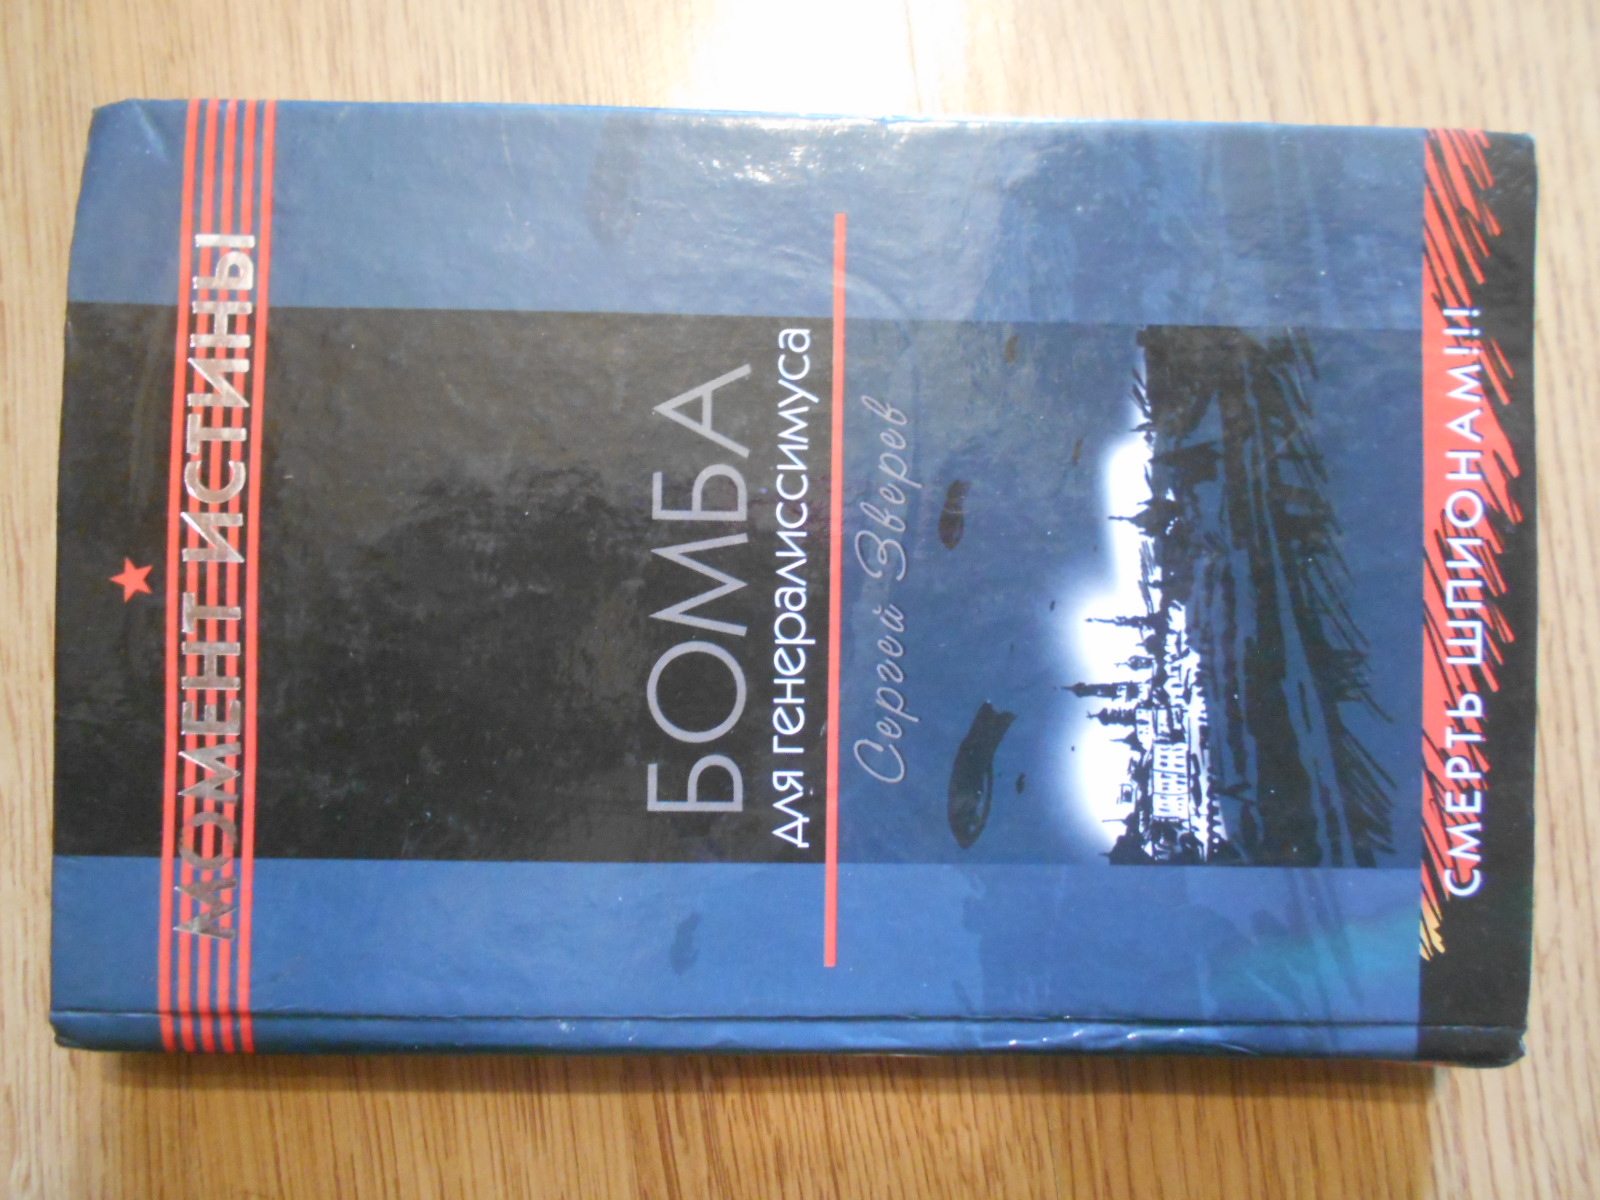 МОМЕНТ ИСТИНЫ
БОМБА
для генералиссимуса
Сергей Зверев
СМЕРТЬ ШПИОНАМ!!!